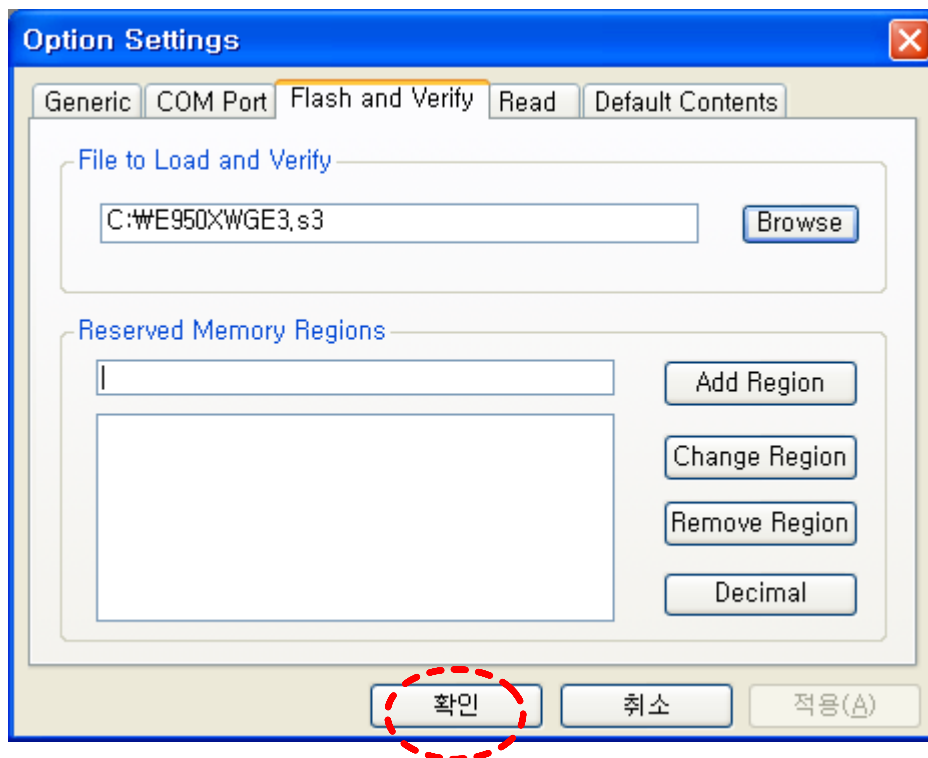 Option Settings
Generic COM Port Flash and Verify Read Default Contents
File to Load and Verify
C:₩E950XWGE3,s3 Browse
Reserved Memory Regions
Add Region
Change Region
Remove Region
Decimal
확인 취소 적용(A)